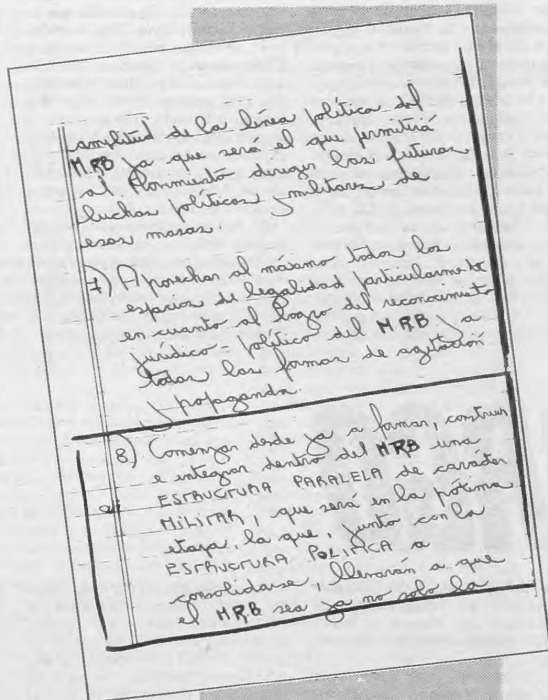 amplitud de la línea política del
MRB ya que será el que permitirá
al Movimiento dirigir las futuras
luchas políticas y militares de
esas masas.
7) Aprovechar al máximo todos los
espacios de legalidad particularmente
en cuanto al logro del reconocimiento
jurídico - político del MRB y a
todas las formas de agitación
y propaganda.
8) Comenzar desde ya a formar, construir
e integrar dentro del MRB una
ESTRUCTURA PARALELA de carácter
MILITAR, que será en la próxima
etapa, la que, junto con la
ESTRUCTURA POLITICA a
consolidarse, llevarán a que
el MRB sea ya no solo la